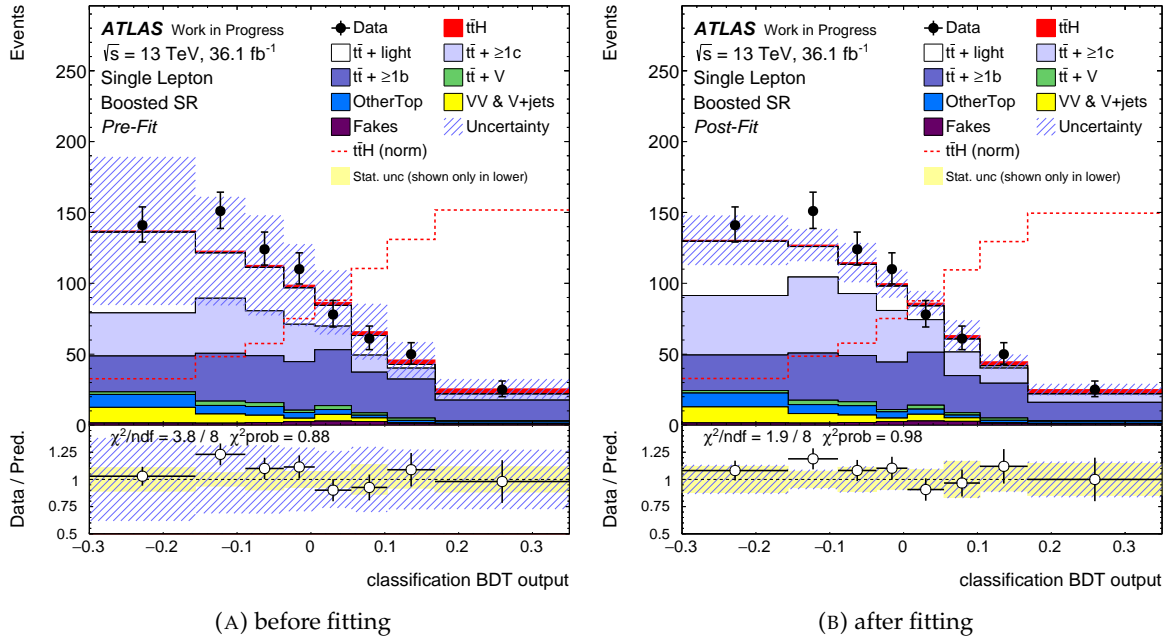 Events
ATLAS Work in Progress
√s = 13 TeV, 36.1 fb⁻¹
Single Lepton
Boosted SR
Pre-Fit
Data
tt̄H
tt̄ + light
tt̄ + ≥1c
tt̄ + ≥1b
tt̄ + V
OtherTop
VV & V+jets
Fakes
Uncertainty
tt̄H (norm)
Stat. unc (shown only in lower)
250
200
150
100
50
0
χ²/ndf = 3.8 / 8 χ²prob = 0.88
Data / Pred.
1.25
1
0.75
0.5
−0.3 −0.2 −0.1 0 0.1 0.2 0.3
classification BDT output
(A) before fitting
Events
ATLAS Work in Progress
√s = 13 TeV, 36.1 fb⁻¹
Single Lepton
Boosted SR
Post-Fit
Data
tt̄H
tt̄ + light
tt̄ + ≥1c
tt̄ + ≥1b
tt̄ + V
OtherTop
VV & V+jets
Fakes
Uncertainty
tt̄H (norm)
Stat. unc (shown only in lower)
250
200
150
100
50
0
χ²/ndf = 1.9 / 8 χ²prob = 0.98
Data / Pred.
1.25
1
0.75
0.5
−0.3 −0.2 −0.1 0 0.1 0.2 0.3
classification BDT output
(B) after fitting